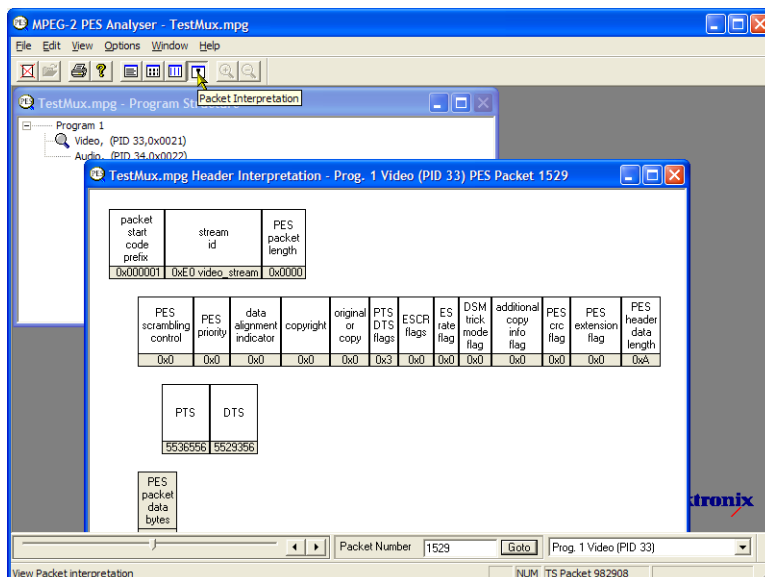 MPEG-2 PES Analyser - TestMux.mpg
File Edit View Options Window Help
Packet Interpretation
TestMux.mpg - Program
Program 1
Video, (PID 33,0x0021)
Audio, (PID 34,0x0022)
TestMux.mpg Header Interpretation - Prog. 1 Video (PID 33) PES Packet 1529
packet start code prefix
stream id
PES packet length
0x000001 0xE0 video_stream 0x0000
PES scrambling control
PES priority
data alignment indicator
copyright
original or copy
PTS DTS flags
ESCR flags
ES rate flag
DSM trick mode flag
additional copy info flag
PES crc flag
PES extension flag
PES header data length
0x0 0x0 0x0 0x0 0x0 0x3 0x0 0x0 0x0 0x0 0x0 0x0 0xA
PTS DTS
5536556 5529356
PES packet data bytes
Packet Number 1529 Goto Prog. 1 Video (PID 33)
View Packet interpretation NUM TS Packet 982908